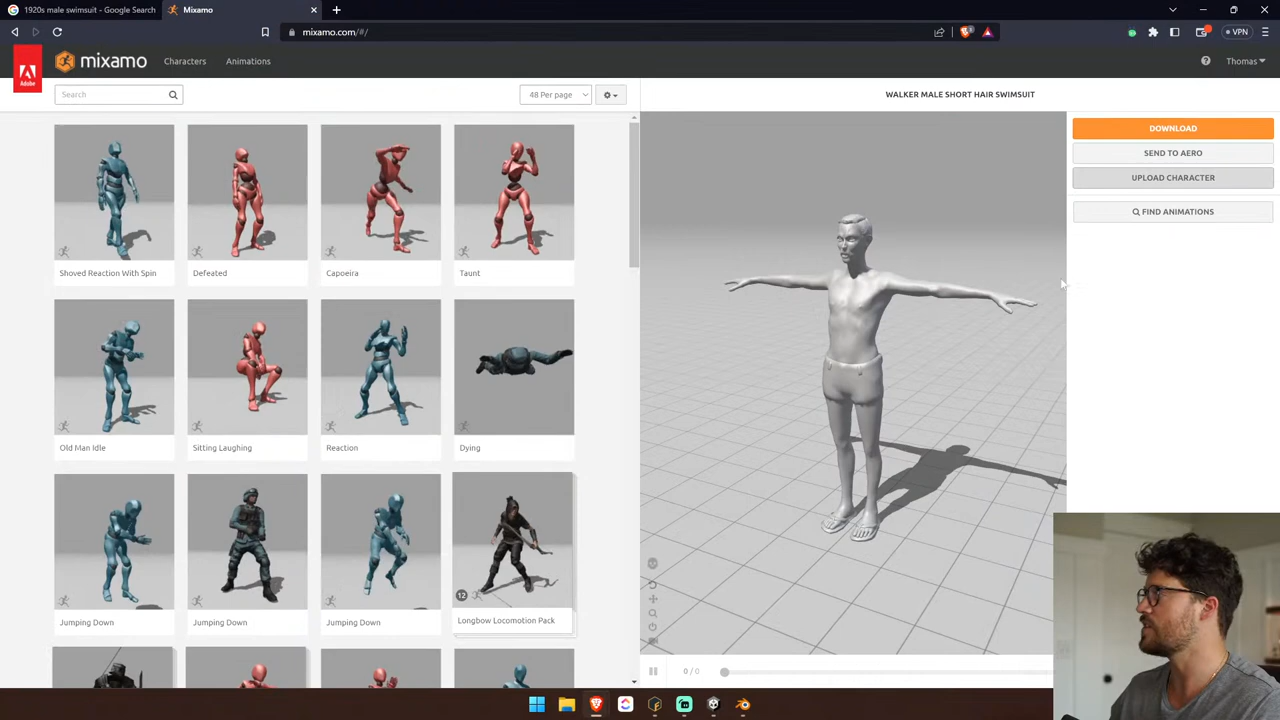 1920s male swimsuit - Google Search
Mixamo
mixamo.com/#/
VPN
Adobe
mixamo
Characters
Animations
Thomas
Search
48 Per page
WALKER MALE SHORT HAIR SWIMSUIT
DOWNLOAD
SEND TO AERO
UPLOAD CHARACTER
FIND ANIMATIONS
Shoved Reaction With Spin
Defeated
Capoeira
Taunt
Old Man Idle
Sitting Laughing
Reaction
Dying
Jumping Down
Jumping Down
Jumping Down
12
Longbow Locomotion Pack
0 / 0